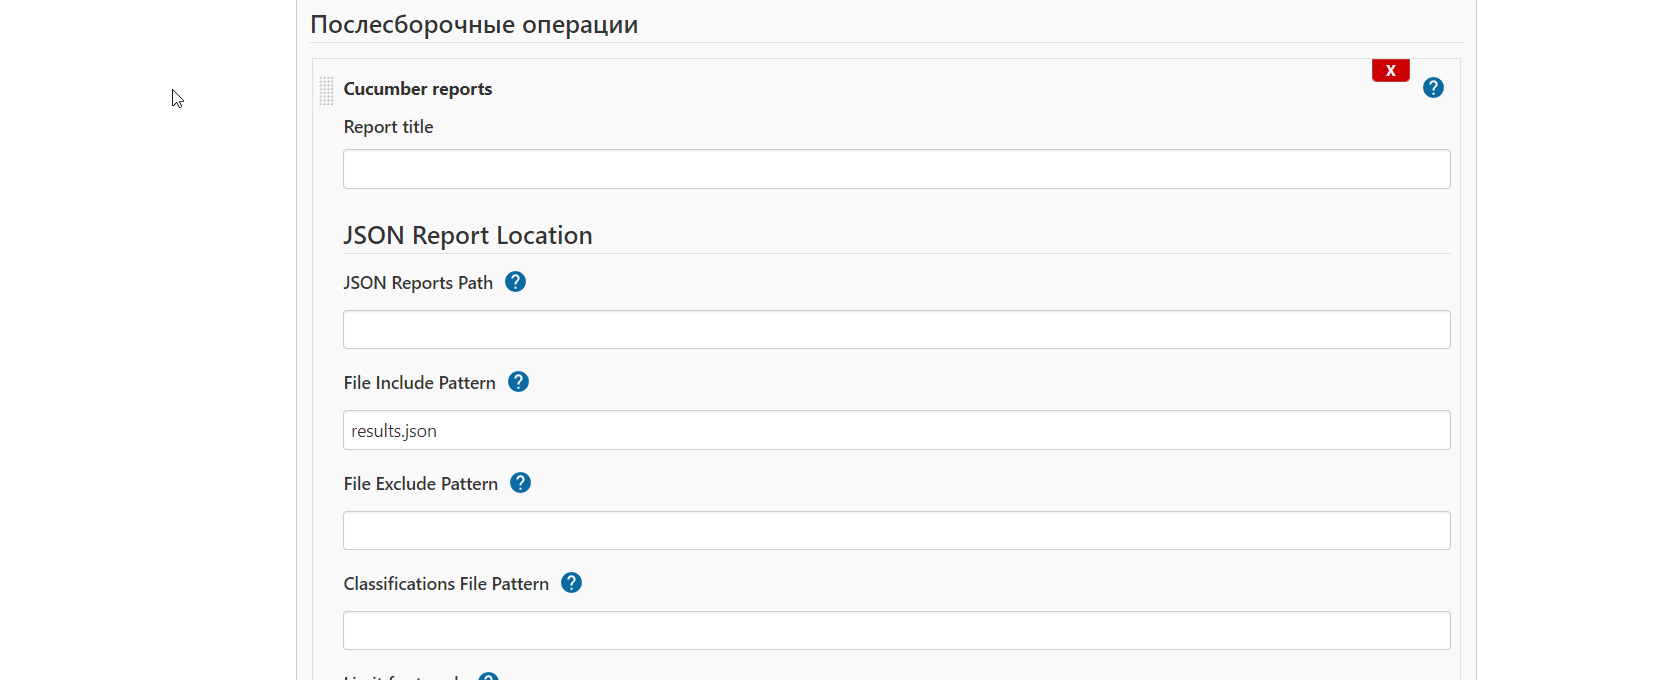 Послесборочные операции
x
Cucumber reports
?
Report title
JSON Report Location
JSON Reports Path ?
File Include Pattern ?
results.json
File Exclude Pattern ?
Classifications File Pattern ?